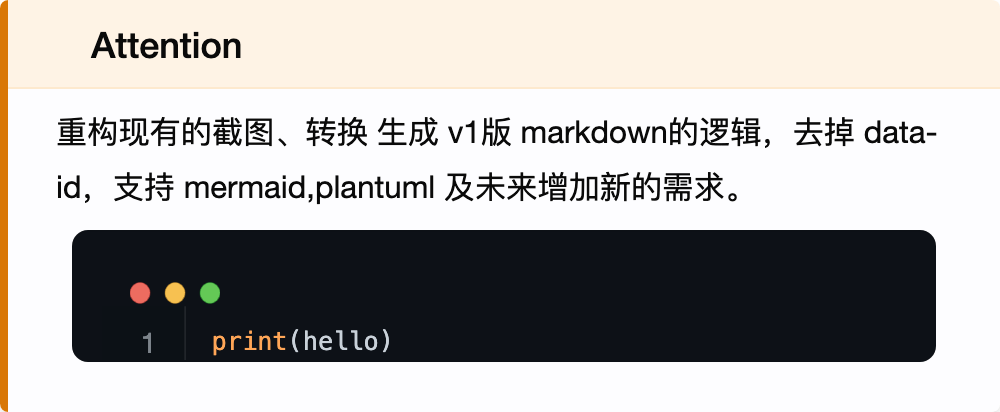 Attention
重构现有的截图、转换 生成 v1版 markdown的逻辑，去掉 data-
id，支持 mermaid,plantuml 及未来增加新的需求。
1 print(hello)